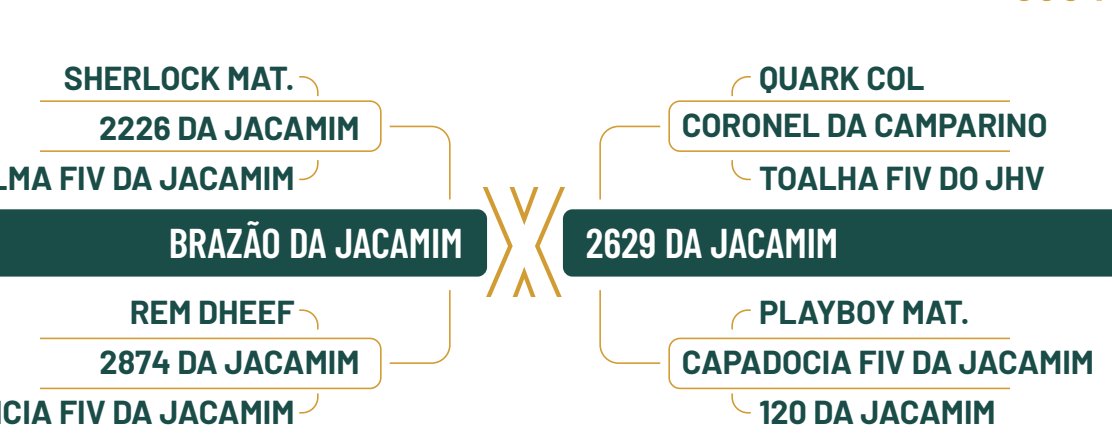 SHERLOCK MAT.
2226 DA JACAMIM
FIV DA JACAMIM
BRAZÃO DA JACAMIM
REM DHEEF
2874 DA JACAMIM
FIV DA JACAMIM
QUARK COL
CORONEL DA CAMPARINO
TOALHA FIV DO JHV
2629 DA JACAMIM
PLAYBOY MAT.
CAPADOCIA FIV DA JACAMIM
120 DA JACAMIM